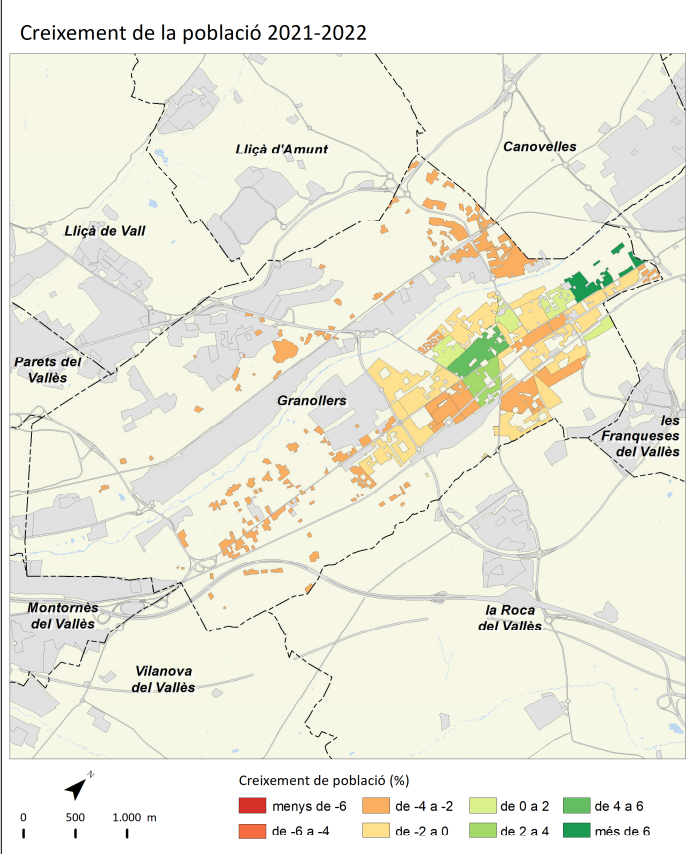 Creixement de la població 2021-2022
Lliçà d'Amunt
Canovelles
Lliçà de Vall
Parets del
Vallès
Granollers
les
Franqueses
del Vallès
Montornès
del Vallès
la Roca
del Vallès
Vilanova
del Vallès
N
Creixement de població (%)
0 500 1.000 m
menys de -6
de -4 a -2
de 0 a 2
de 4 a 6
de -6 a -4
de -2 a 0
de 2 a 4
més de 6